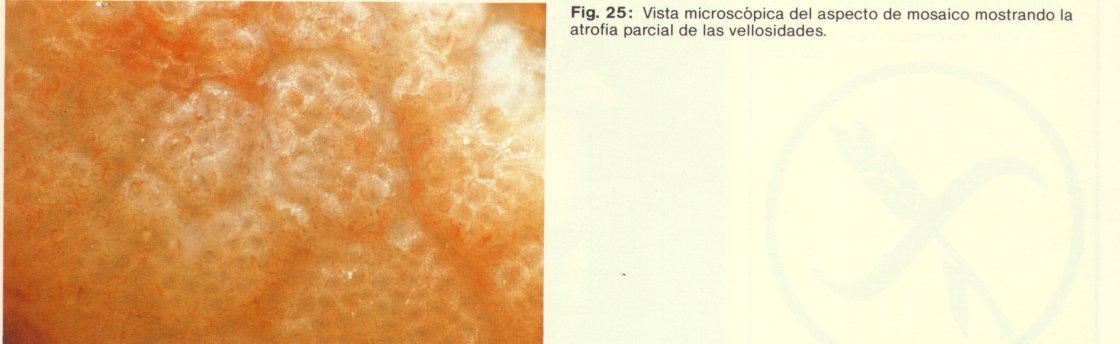 Fig. 25: Vista microscópica del aspecto de mosaico mostrando la
atrofia parcial de las vellosidades.